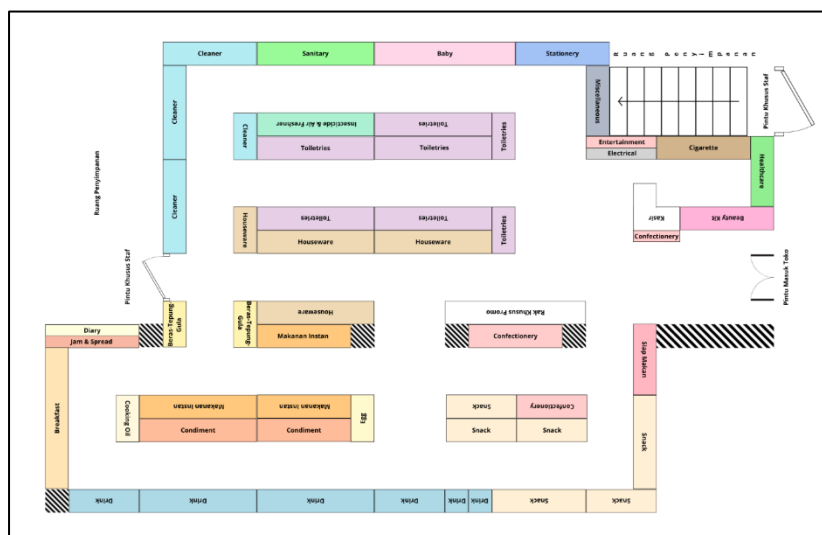 Cleaner
Sanitary
Baby
Stationery
Ruang Penyimpanan
Cleaner
Miscellaneous
Pintu Khusus Staf
Cleaner
Insecticide & Air Freshner
Toiletries
Toiletries
Toiletries
Toiletries
Entertainment
Electrical
Cigarette
Healthcare
Ruang Penyimpanan
Cleaner
Houseware
Toiletries
Toiletries
Houseware
Houseware
Toiletries
Kasir
Confectionery
Beauty Kit
Pintu Khusus Staf
Pintu Masuk Toko
Beras-Tepung-
Gula
Beras-Tepung-
Gula
Houseware
Makanan Instan
Rak Khusus Promo
Confectionery
Diary
Jam & Spread
Siap Makan
Breakfast
Cooking Oil
Makanan Instan
Makanan Instan
Condiment
Condiment
Egg
Snack
Confectionery
Snack
Snack
Snack
Drink
Drink
Drink
Drink
Drink
Drink
Snack
Snack